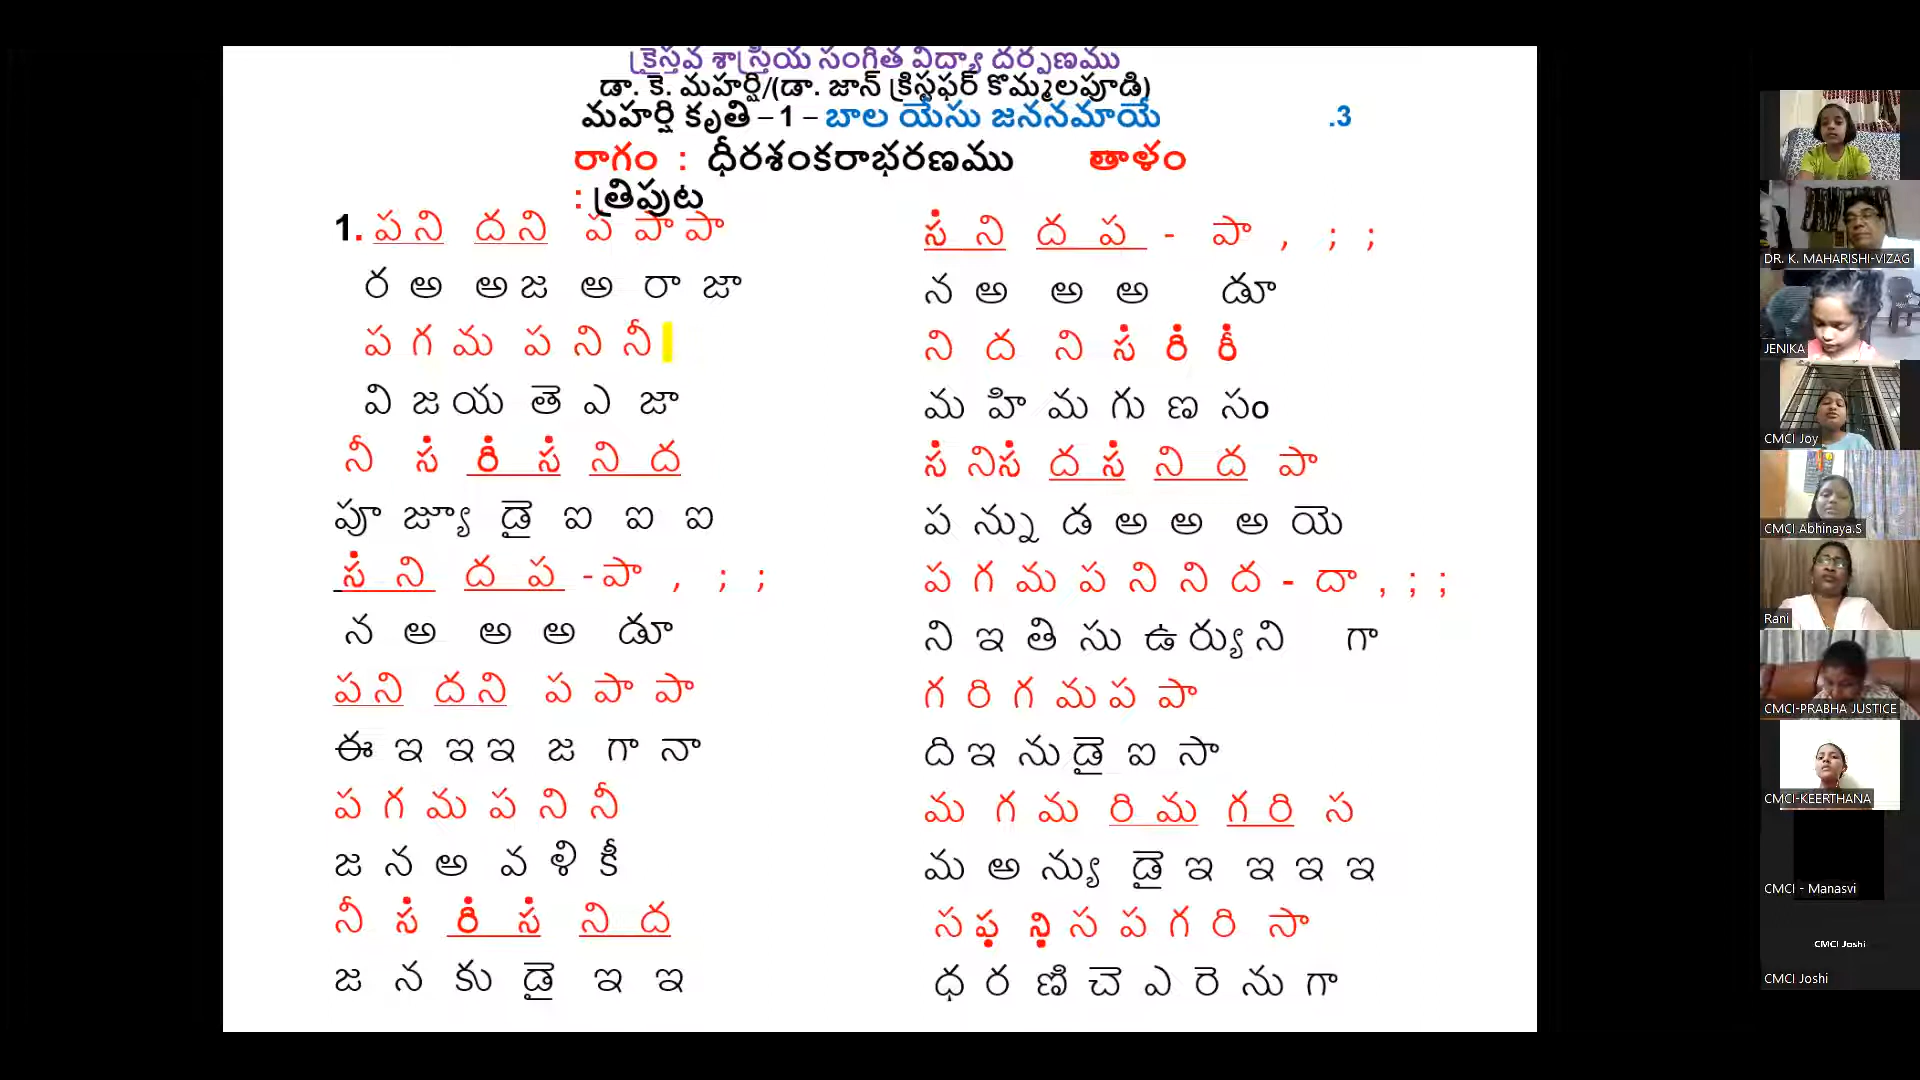 క్రైస్తవ శాస్త్రీయ సంగీత విద్యా దర్పణము
డా. కె. మహర్షి/(డా. జాన్ క్రిస్టఫర్ కొమ్మలపూడి)
మహర్షి కృతి – 1 – బాల యేసు జననమాయే .3
రాగం : ధీరశంకరాభరణము తాళం
: త్రిపుట
1. ప ని ద ని ప పా పా
ర అ అ జ అ రా జా
ప గ మ ప ని నీ
వి జ య తె ఎ జా
నీ స̇ రి̇ స̇ ని ద
పూ జ్యూ డై ఐ ఐ ఐ
స̇ ని ద ప - పా , ; ;
న అ అ అ డూ
ప ని ద ని ప పా పా
ఈ ఇ ఇ ఇ జ గా నా
ప గ మ ప ని నీ
జ న అ వ ళి కీ
నీ స̇ రి̇ స̇ ని ద
జ న కు డై ఇ ఇ
స̇ ని ద ప - పా , ; ;
న అ అ అ డూ
ని ద ని స̇ రి̇ రీ̇
మ హి మ గు ణ సం
స̇ నిస̇ ద స̇ ని ద పా
ప న్ను డ అ అ అ యె
ప గ మ ప ని ని ద - దా , ; ;
ని ఇ తి సు ఉ ర్యు ని గా
గ రి గ మ ప పా
ది ఇ ను డై ఐ సా
మ గ మ రి మ గ రి స
మ అ న్యు డై ఇ ఇ ఇ ఇ
స ప̣ ని̣ స ప గ రి సా
ధ ర ణి చె ఎ రె ను గా
DR. K. MAHARISHI-VIZAG
JENIKA
CMCI Joy
CMCI Abhinaya.S
Rani
CMCI-PRABHA JUSTICE
CMCI-KEERTHANA
CMCI - Manasvi
CMCI Joshi
CMCI Joshi